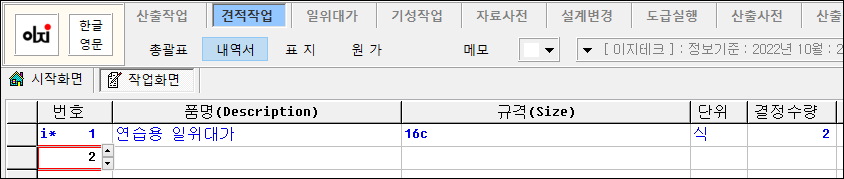 이지 한글 영문
산출작업 견적작업 일위대가 기성작업 자료사전 설계변경 도급실행 산출사전 산출
총괄표 내역서 표 지 원 가 메모 [ 이지테크 ] : 정보기준 : 2022년 10월 : 2
시작화면 작업화면
번호 품명(Description) 규격(Size) 단위 결정수량
i* 1 연습용 일위대가 16c 식 2
2